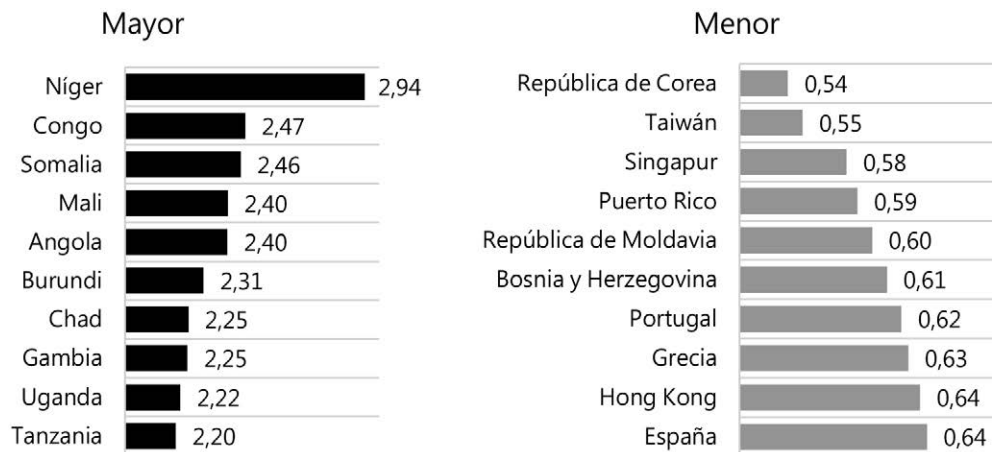 Mayor
Níger 2,94
Congo 2,47
Somalia 2,46
Mali 2,40
Angola 2,40
Burundi 2,31
Chad 2,25
Gambia 2,25
Uganda 2,22
Tanzania 2,20
Menor
República de Corea 0,54
Taiwán 0,55
Singapur 0,58
Puerto Rico 0,59
República de Moldavia 0,60
Bosnia y Herzegovina 0,61
Portugal 0,62
Grecia 0,63
Hong Kong 0,64
España 0,64